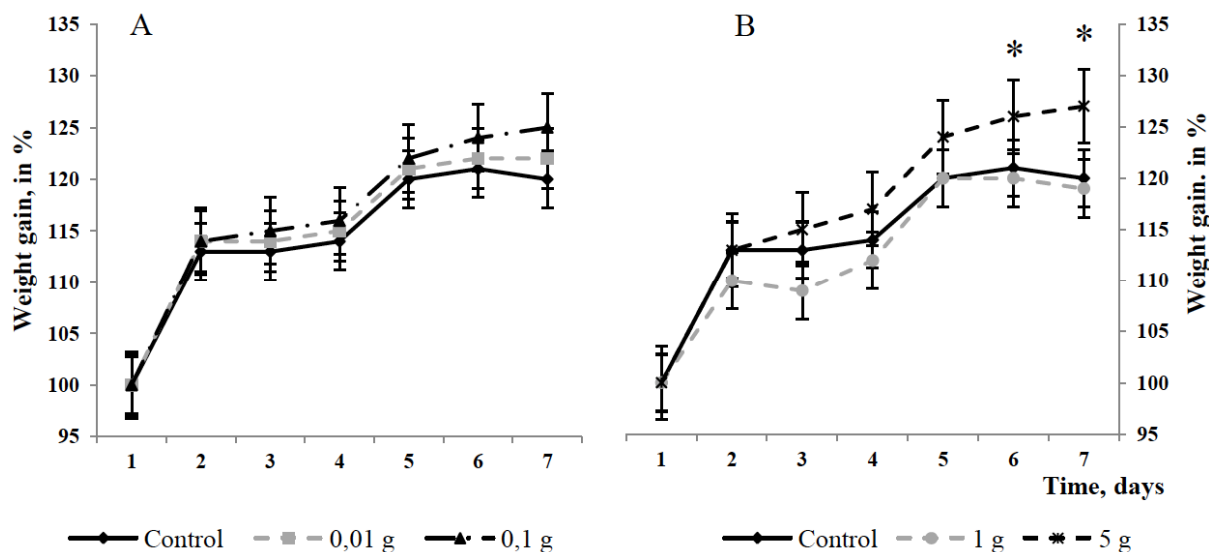 A
Weight gain, in %
135
130
125
120
115
110
105
100
95
1 2 3 4 5 6 7
B
* *
135
130
125
120
115
110
105
100
95
Weight gain. in %
1 2 3 4 5 6 7
Time, days
Control 0,01 g 0,1 g
Control 1 g 5 g